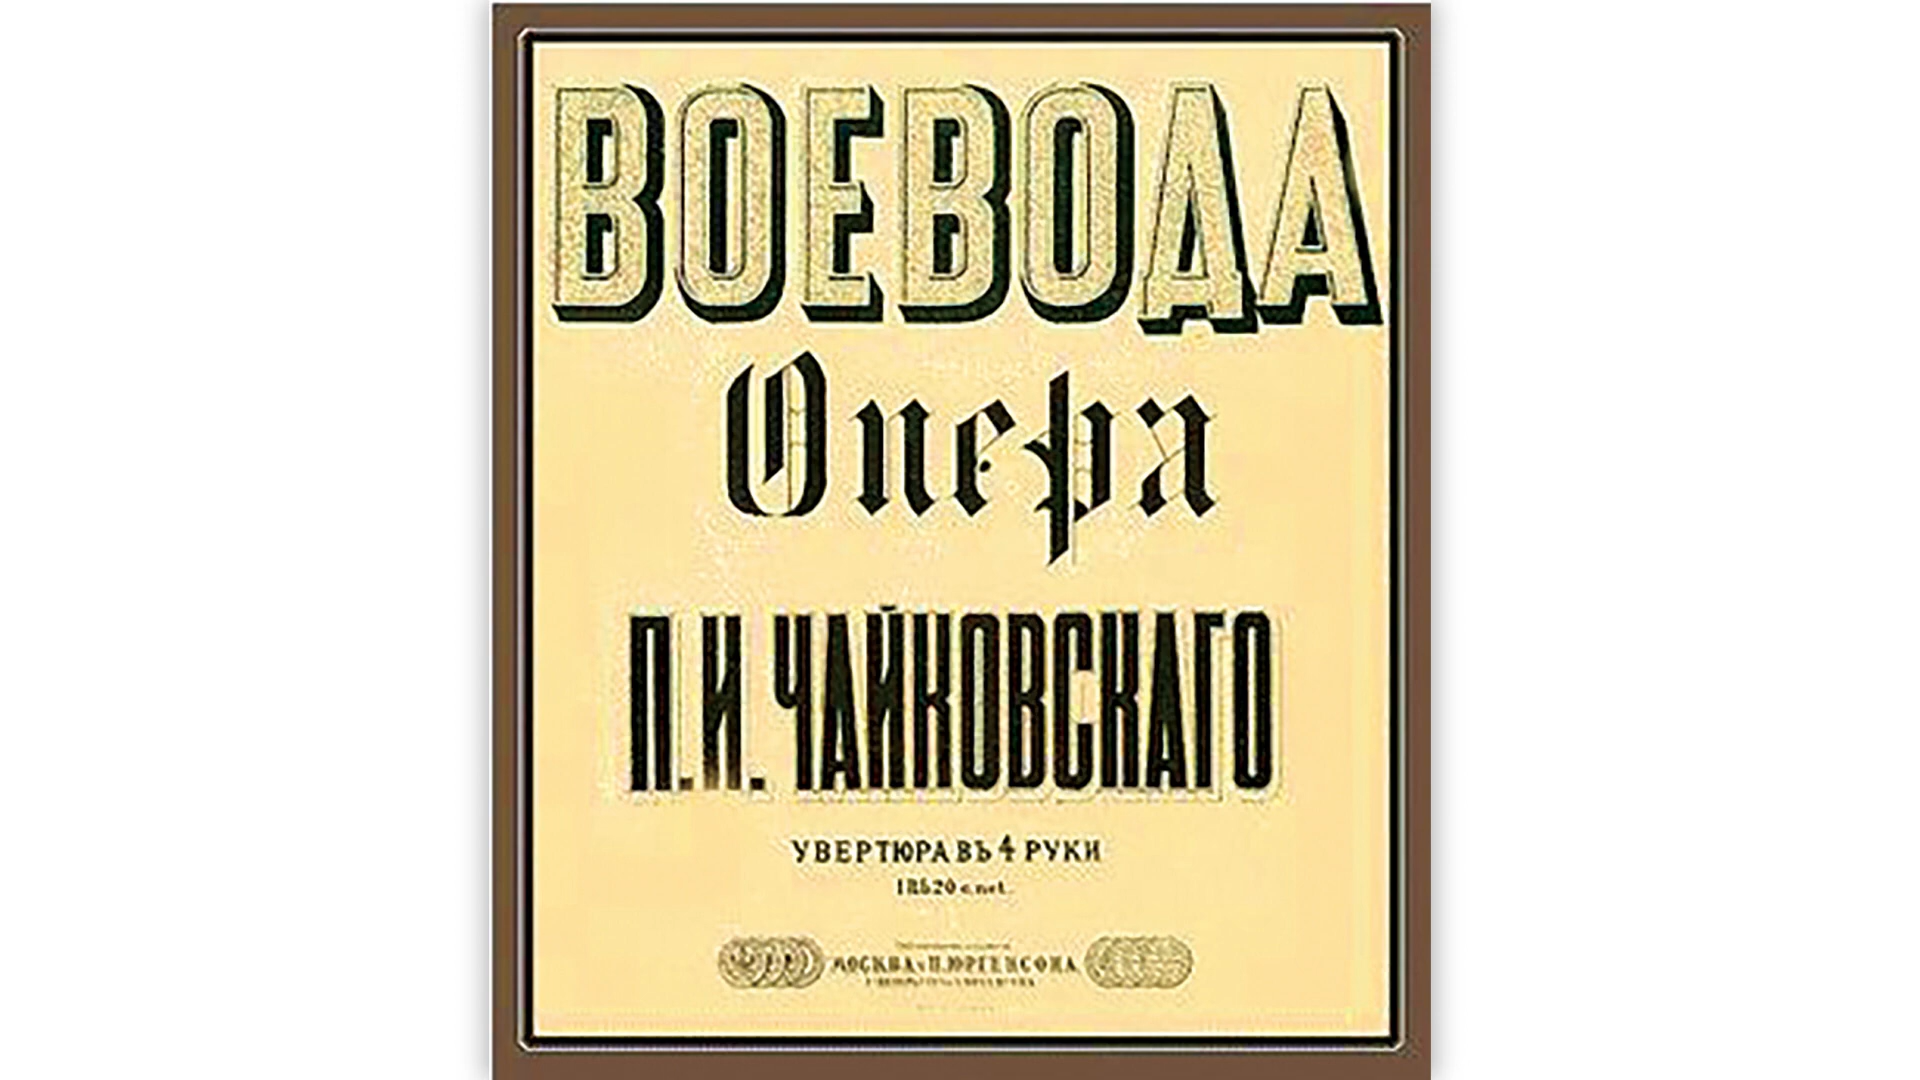 ВОЕВОДА
Опера
П.И. ЧАЙКОВСКАГО
УВЕРТЮРА ВЪ 4 РУКИ
МОСКВА у П. ЮРГЕНСОНА